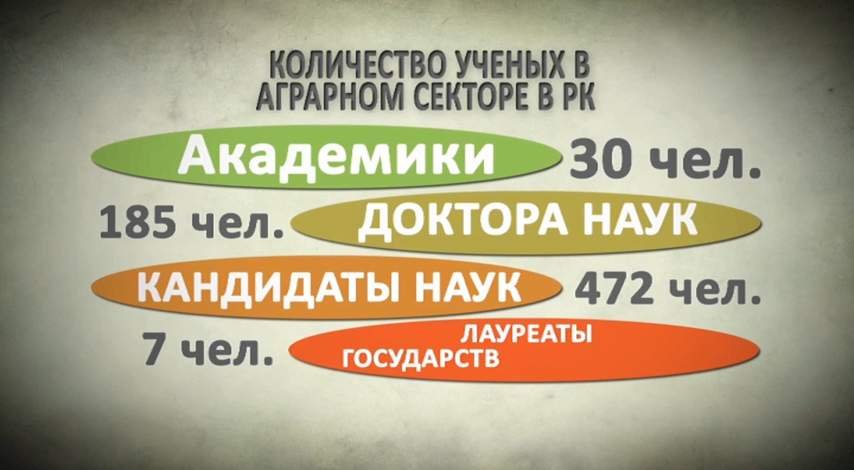 КОЛИЧЕСТВО УЧЕНЫХ В
АГРАРНОМ СЕКТОРЕ В РК
Академики 30 чел.
185 чел. ДОКТОРА НАУК
КАНДИДАТЫ НАУК 472 чел.
7 чел. ЛАУРЕАТЫ
ГОСУДАРСТВ